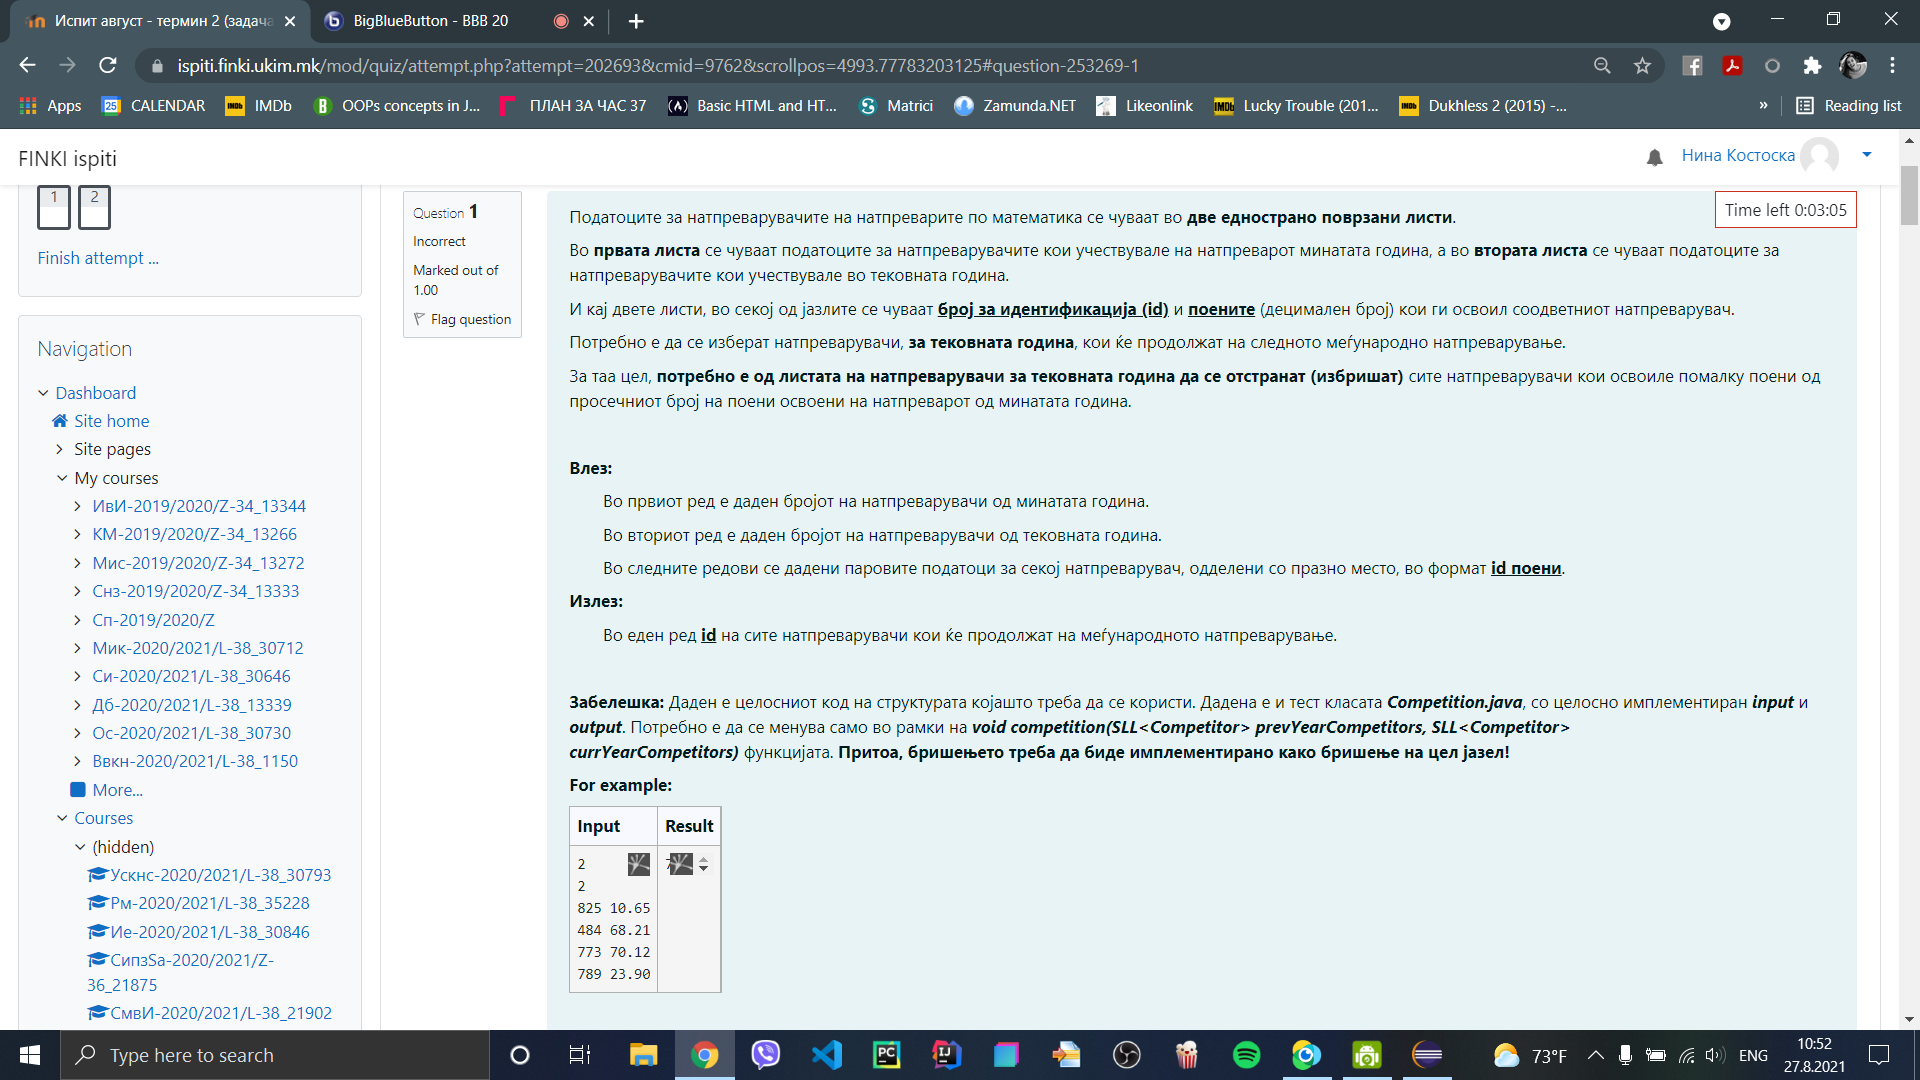 Испит август - термин 2 (задача
BigBlueButton - BBB 20
ispiti.finki.ukim.mk/mod/quiz/attempt.php?attempt=202693&cmid=9762&scrollpos=4993.77783203125#question-253269-1
Apps
CALENDAR
IMDb
OOPs concepts in J...
ПЛАН ЗА ЧАС 37
Basic HTML and HT...
Matrici
Zamunda.NET
Likeonlink
Lucky Trouble (201...
Dukhless 2 (2015) -...
»
Reading list
FINKI ispiti
Нина Костоска
1 2
Finish attempt ...
Navigation
Dashboard
Site home
Site pages
My courses
ИвИ-2019/2020/Z-34_13344
КМ-2019/2020/Z-34_13266
Мис-2019/2020/Z-34_13272
Снз-2019/2020/Z-34_13333
Сп-2019/2020/Z
Мик-2020/2021/L-38_30712
Си-2020/2021/L-38_30646
Дб-2020/2021/L-38_13339
Ос-2020/2021/L-38_30730
Ввкн-2020/2021/L-38_1150
More...
Courses
(hidden)
Ускнс-2020/2021/L-38_30793
Рм-2020/2021/L-38_35228
Ие-2020/2021/L-38_30846
СипзSа-2020/2021/Z-
36_21875
СмвИ-2020/2021/L-38_21902
Question 1
Incorrect
Marked out of
1.00
Flag question
Time left 0:03:05
Податоците за натпреварувачите на натпреварите по математика се чуваат во две еднострано поврзани листи.
Во првата листа се чуваат податоците за натпреварувачите кои учествувале на натпреварот минатата година, а во втората листа се чуваат податоците за
натпреварувачите кои учествувале во тековната година.
И кај двете листи, во секој од јазлите се чуваат број за идентификација (id) и поените (децимален број) кои ги освоил соодветниот натпреварувач.
Потребно е да се изберат натпреварувачи, за тековната година, кои ќе продолжат на следното меѓународно натпреварување.
За таа цел, потребно е од листата на натпреварувачи за тековната година да се отстранат (избришат) сите натпреварувачи кои освоиле помалку поени од
просечниот број на поени освоени на натпреварот од минатата година.
Влез:
Во првиот ред е даден бројот на натпреварувачи од минатата година.
Во вториот ред е даден бројот на натпреварувачи од тековната година.
Во следните редови се дадени паровите податоци за секој натпреварувач, одделени со празно место, во формат id поени.
Излез:
Во еден ред id на сите натпреварувачи кои ќе продолжат на меѓународното натпреварување.
Забелешка: Даден е целосниот код на структурата којашто треба да се користи. Дадена е и тест класата Competition.java, со целосно имплементиран input и
output. Потребно е да се менува само во рамки на void competition(SLL<Competitor> prevYearCompetitors, SLL<Competitor>
currYearCompetitors) функцијата. Притоа, бришењето треба да биде имплементирано како бришење на цел јазел!
For example:
Input Result
2
2
825 10.65
484 68.21
773 70.12
789 23.90
Type here to search
73°F
ENG
10:52
27.8.2021